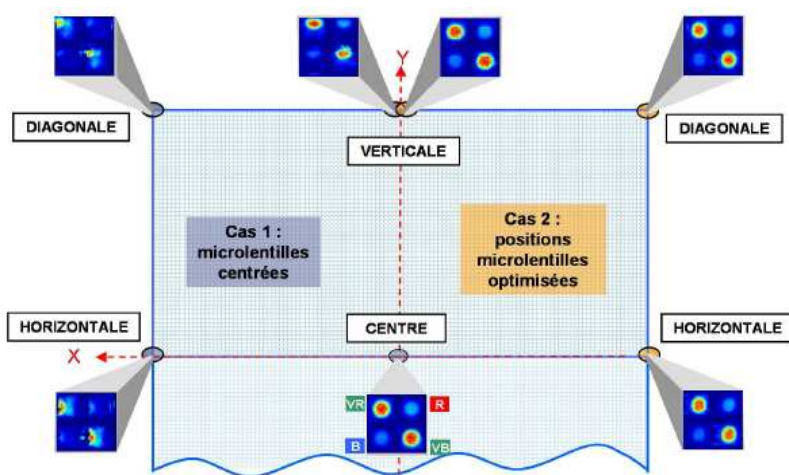 Y
DIAGONALE
VERTICALE
DIAGONALE
Cas 1 :
microlentilles
centrées
Cas 2 :
positions
microlentilles
optimisées
HORIZONTALE
CENTRE
HORIZONTALE
X
VR
R
B
VB